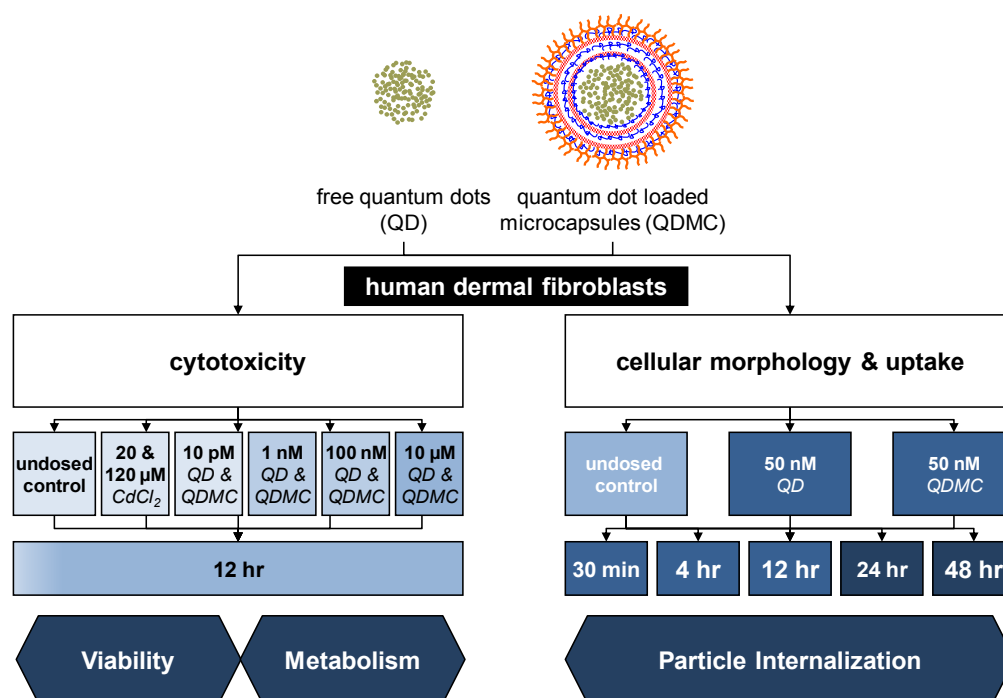 free quantum dots
(QD)
quantum dot loaded
microcapsules (QDMC)
human dermal fibroblasts
cytotoxicity
cellular morphology & uptake
undosed
control
20 &
120 µM
CdCl₂
10 pM
QD &
QDMC
1 nM
QD &
QDMC
100 nM
QD &
QDMC
10 µM
QD &
QDMC
undosed
control
50 nM
QD
50 nM
QDMC
12 hr
30 min
4 hr
12 hr
24 hr
48 hr
Viability
Metabolism
Particle Internalization